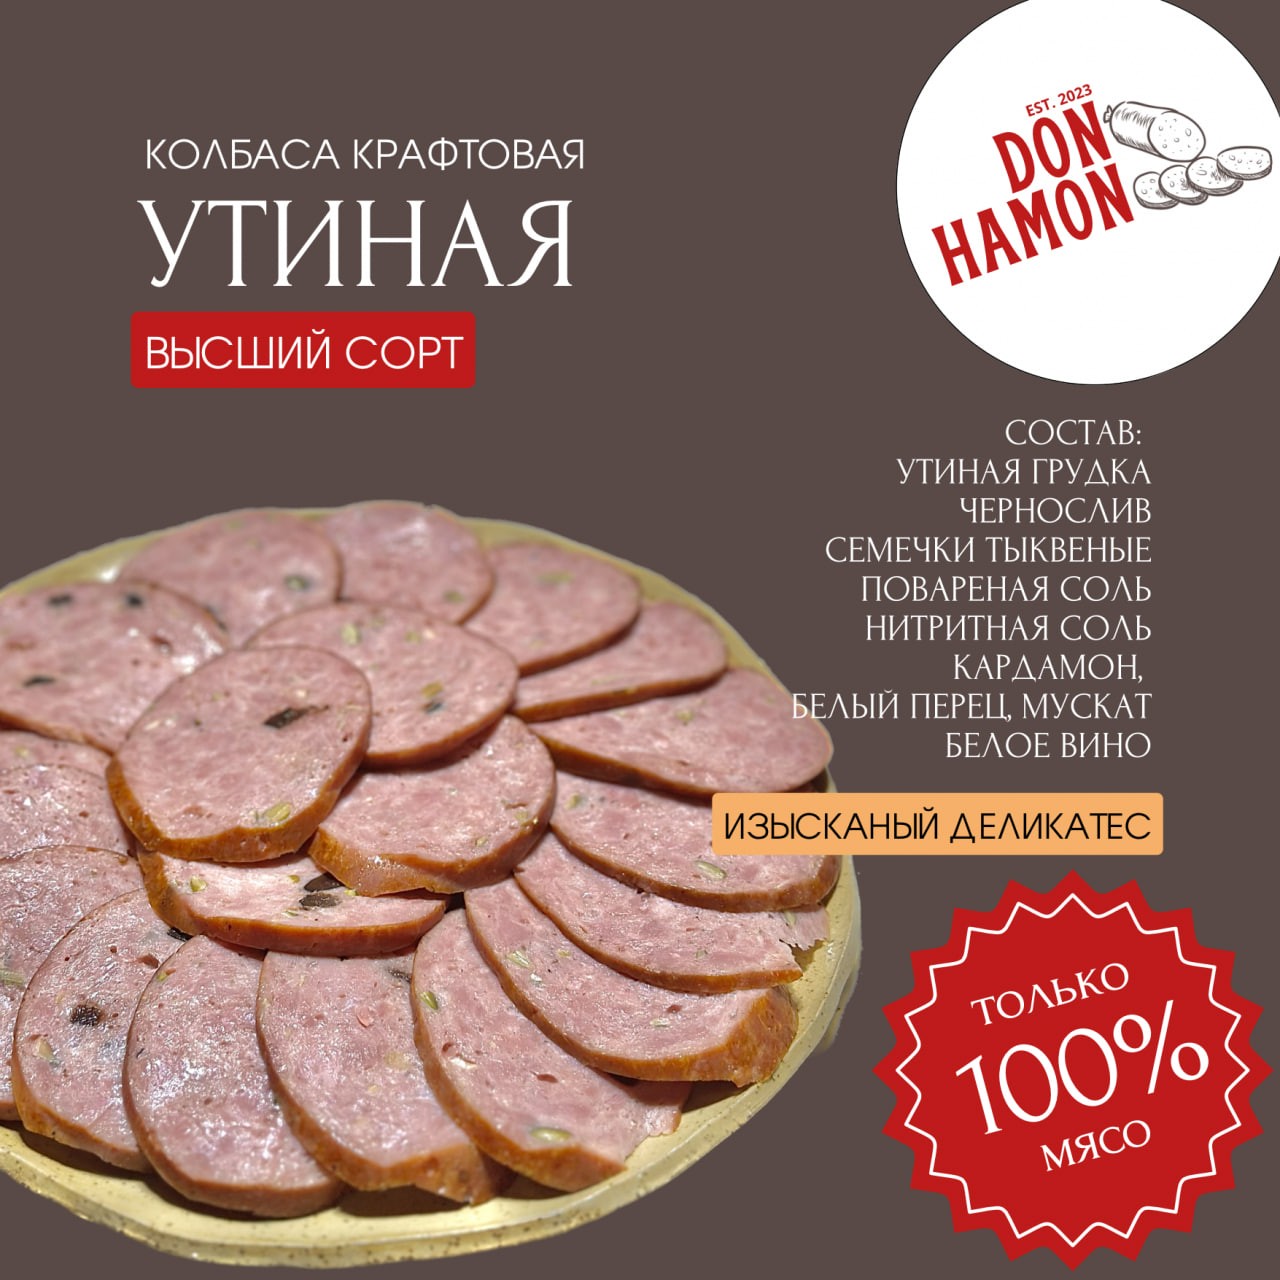 КОЛБАСА КРАФТОВАЯ
УТИНАЯ
ВЫСШИЙ СОРТ
EST. 2023
DON
HAMON
СОСТАВ:
УТИНАЯ ГРУДКА
ЧЕРНОСЛИВ
СЕМЕЧКИ ТЫКВЕНЫЕ
ПОВАРЕНАЯ СОЛЬ
НИТРИТНАЯ СОЛЬ
КАРДАМОН,
БЕЛЫЙ ПЕРЕЦ, МУСКАТ
БЕЛОЕ ВИНО
ИЗЫСКАНЫЙ ДЕЛИКАТЕС
ТОЛЬКО
100%
МЯСО